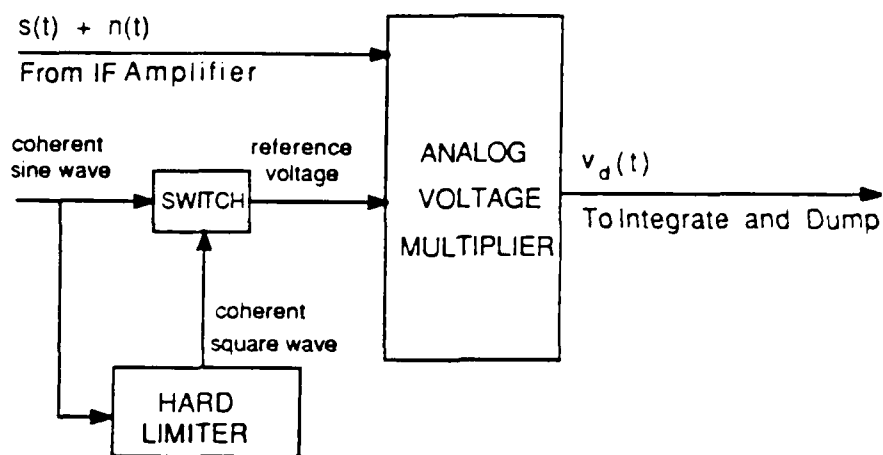 s(t) + n(t)
From IF Amplifier
coherent
sine wave
SWITCH
reference
voltage
ANALOG
VOLTAGE
MULTIPLIER
v_d(t)
To Integrate and Dump
coherent
square wave
HARD
LIMITER